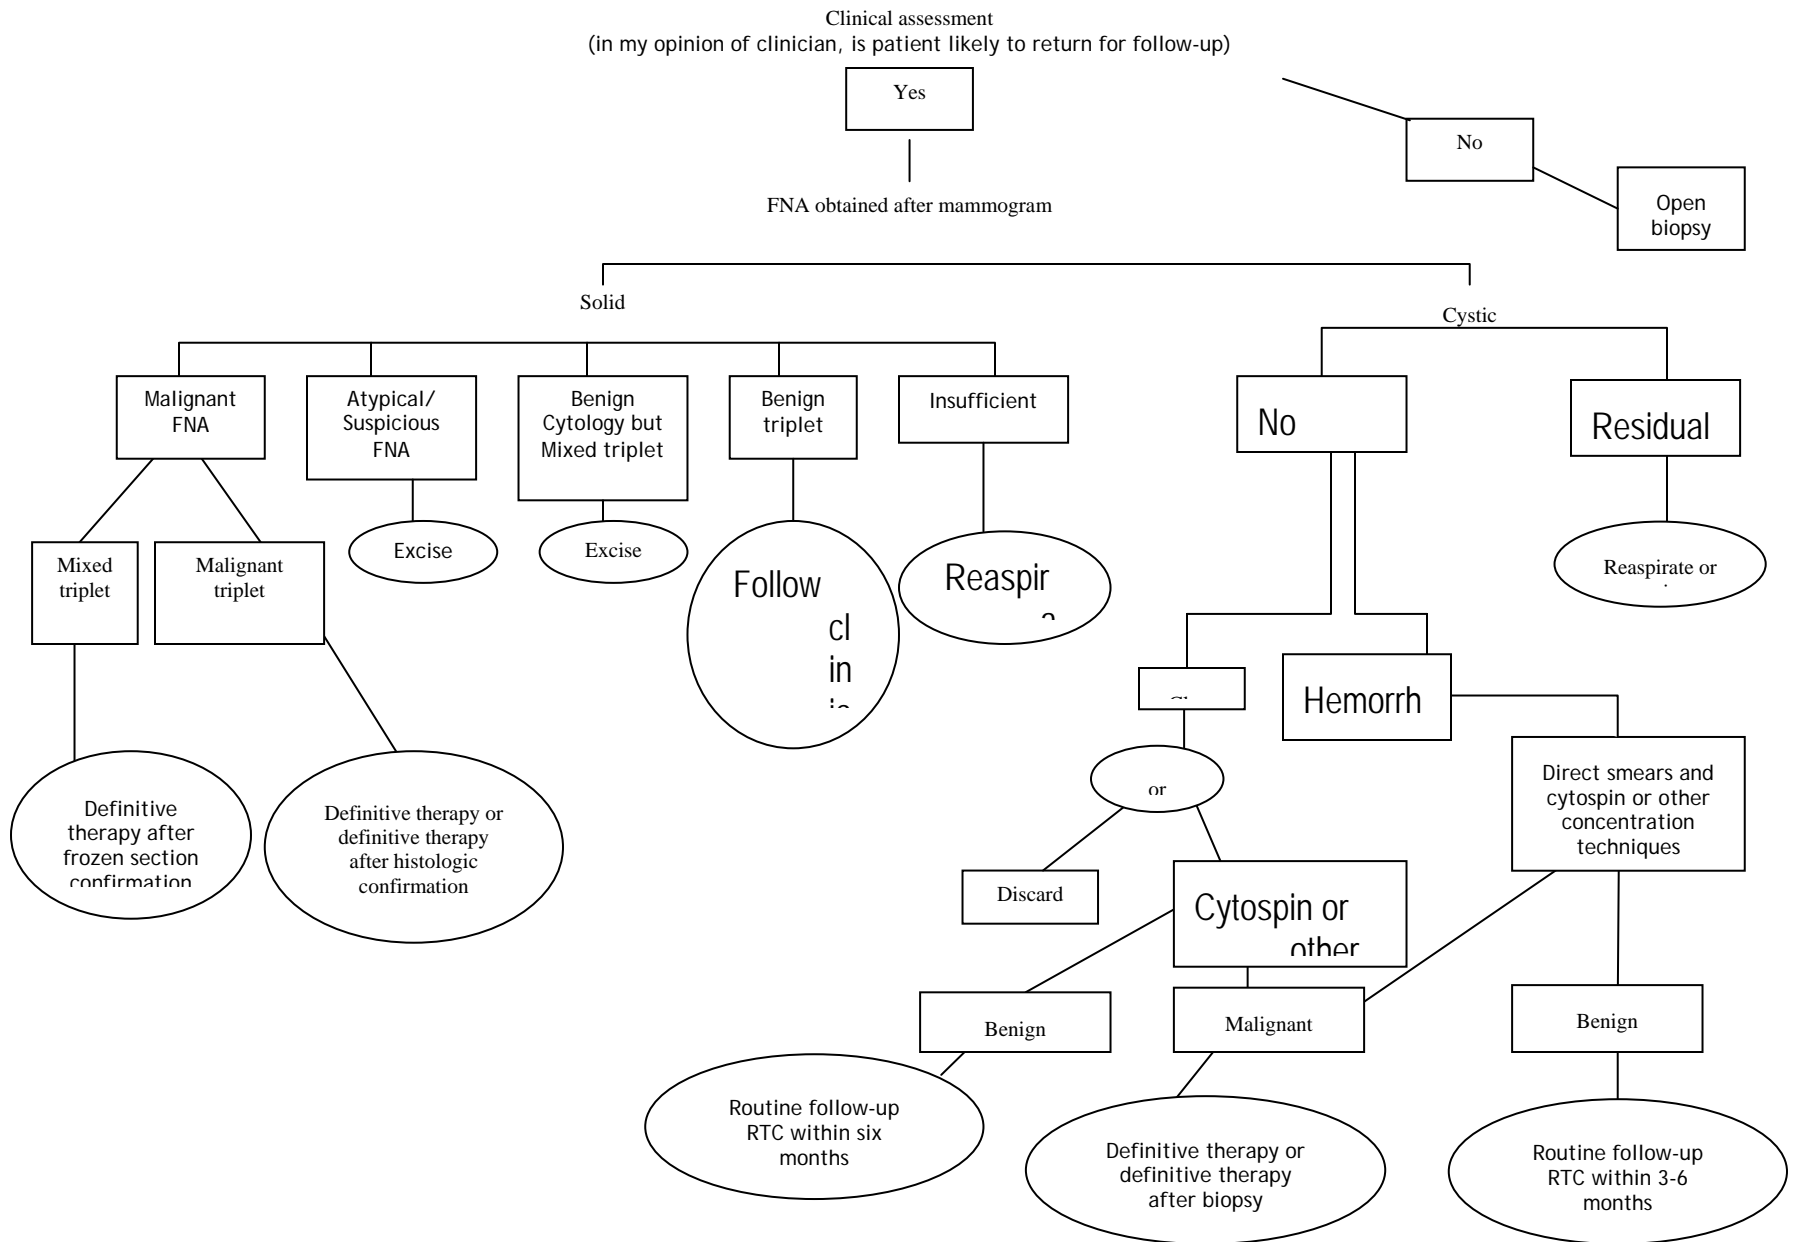 Clinical assessment
(in my opinion of clinician, is patient likely to return for follow-up)
Yes
No
Open
biopsy
FNA obtained after mammogram
Solid
Cystic
Malignant
FNA
Atypical/
Suspicious
FNA
Benign
Cytology but
Mixed triplet
Benign
triplet
Insufficient
No
Residual
Mixed
triplet
Malignant
triplet
Excise
Excise
Follow
cl
in
Reaspir
Reaspirate or
Hemorrh
or
Direct smears and
cytospin or other
concentration
techniques
Definitive
therapy after
frozen section
confirmation
Definitive therapy or
definitive therapy
after histologic
confirmation
Discard
Cytospin or
other
Benign
Malignant
Benign
Routine follow-up
RTC within six
months
Definitive therapy or
definitive therapy
after biopsy
Routine follow-up
RTC within 3-6
months